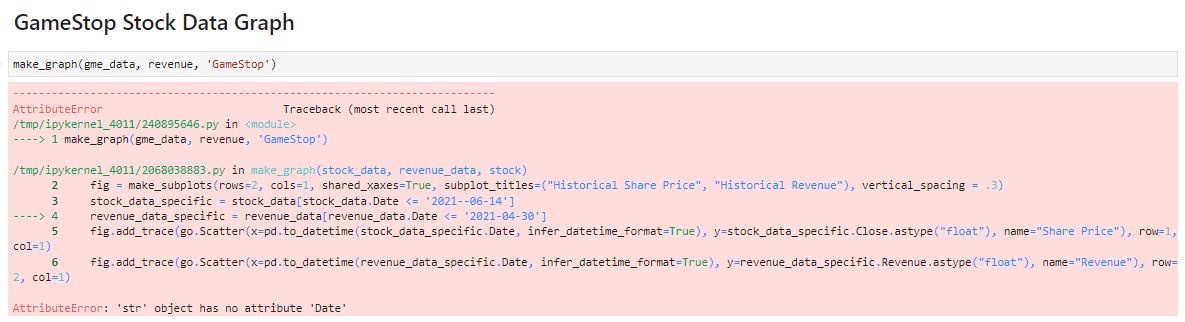 GameStop Stock Data Graph
make_graph(gme_data, revenue, 'GameStop')
---------------------------------------------------------------------------
AttributeError                            Traceback (most recent call last)
/tmp/ipykernel_4011/240895646.py in <module>
----> 1 make_graph(gme_data, revenue, 'GameStop')
/tmp/ipykernel_4011/2068038883.py in make_graph(stock_data, revenue_data, stock)
      2     fig = make_subplots(rows=2, cols=1, shared_xaxes=True, subplot_titles=("Historical Share Price", "Historical Revenue"), vertical_spacing = .3)
      3     stock_data_specific = stock_data[stock_data.Date <= '2021--06-14']
----> 4     revenue_data_specific = revenue_data[revenue_data.Date <= '2021-04-30']
      5     fig.add_trace(go.Scatter(x=pd.to_datetime(stock_data_specific.Date, infer_datetime_format=True), y=stock_data_specific.Close.astype("float"), name="Share Price"), row=1,
col=1)
      6     fig.add_trace(go.Scatter(x=pd.to_datetime(revenue_data_specific.Date, infer_datetime_format=True), y=revenue_data_specific.Revenue.astype("float"), name="Revenue"), row=
2, col=1)
AttributeError: 'str' object has no attribute 'Date'